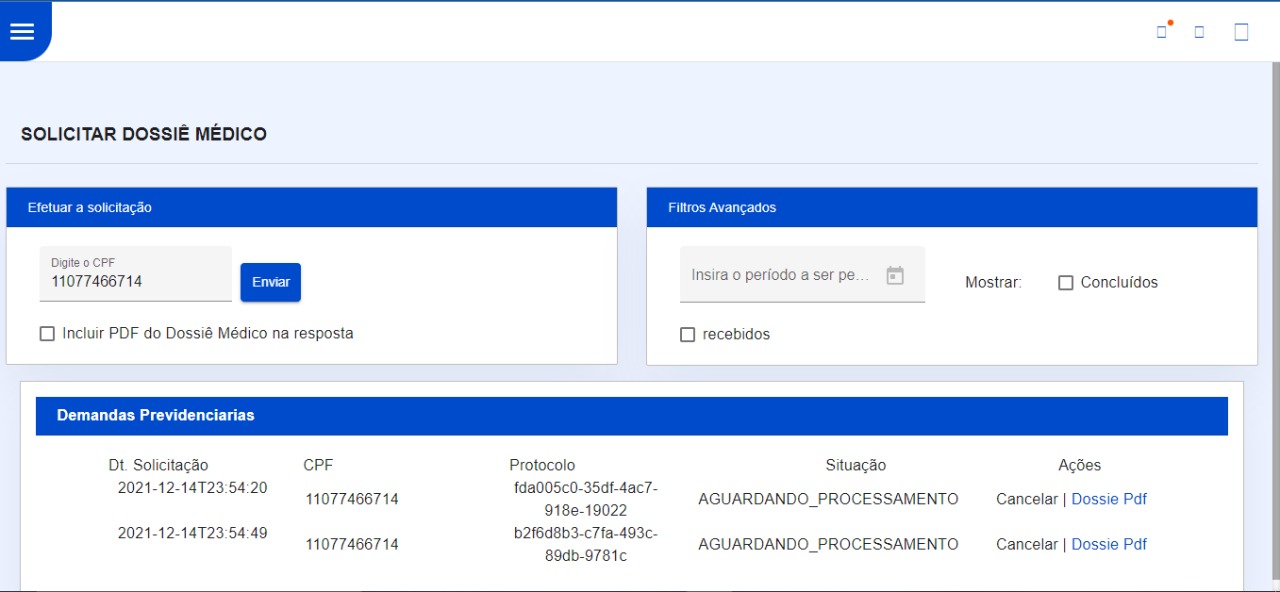 SOLICITAR DOSSIÊ MÉDICO
Efetuar a solicitação
Digite o CPF
11077466714
Enviar
Incluir PDF do Dossiê Médico na resposta
Filtros Avançados
Insira o período a ser pe...
Mostrar:
Concluídos
recebidos
Demandas Previdenciarias
Dt. Solicitação CPF Protocolo Situação Ações
2021-12-14T23:54:20 11077466714 fda005c0-35df-4ac7- AGUARDANDO_PROCESSAMENTO Cancelar | Dossie Pdf
918e-19022
2021-12-14T23:54:49 11077466714 b2f6d8b3-c7fa-493c- AGUARDANDO_PROCESSAMENTO Cancelar | Dossie Pdf
89db-9781c